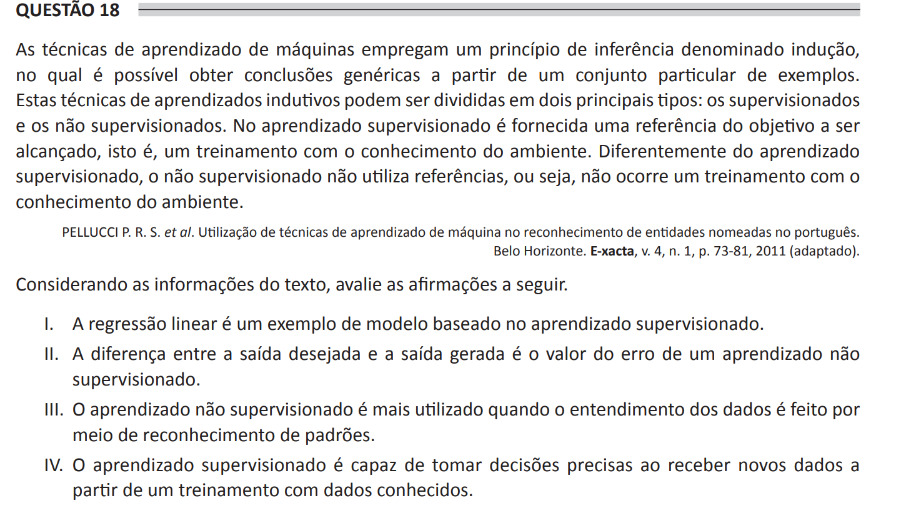 QUESTÃO 18
As técnicas de aprendizado de máquinas empregam um princípio de inferência denominado indução,
no qual é possível obter conclusões genéricas a partir de um conjunto particular de exemplos.
Estas técnicas de aprendizados indutivos podem ser divididas em dois principais tipos: os supervisionados
e os não supervisionados. No aprendizado supervisionado é fornecida uma referência do objetivo a ser
alcançado, isto é, um treinamento com o conhecimento do ambiente. Diferentemente do aprendizado
supervisionado, o não supervisionado não utiliza referências, ou seja, não ocorre um treinamento com o
conhecimento do ambiente.
PELLUCCI P. R. S. et al. Utilização de técnicas de aprendizado de máquina no reconhecimento de entidades nomeadas no português.
Belo Horizonte. E-xacta, v. 4, n. 1, p. 73-81, 2011 (adaptado).
Considerando as informações do texto, avalie as afirmações a seguir.
I. A regressão linear é um exemplo de modelo baseado no aprendizado supervisionado.
II. A diferença entre a saída desejada e a saída gerada é o valor do erro de um aprendizado não
supervisionado.
III. O aprendizado não supervisionado é mais utilizado quando o entendimento dos dados é feito por
meio de reconhecimento de padrões.
IV. O aprendizado supervisionado é capaz de tomar decisões precisas ao receber novos dados a
partir de um treinamento com dados conhecidos.